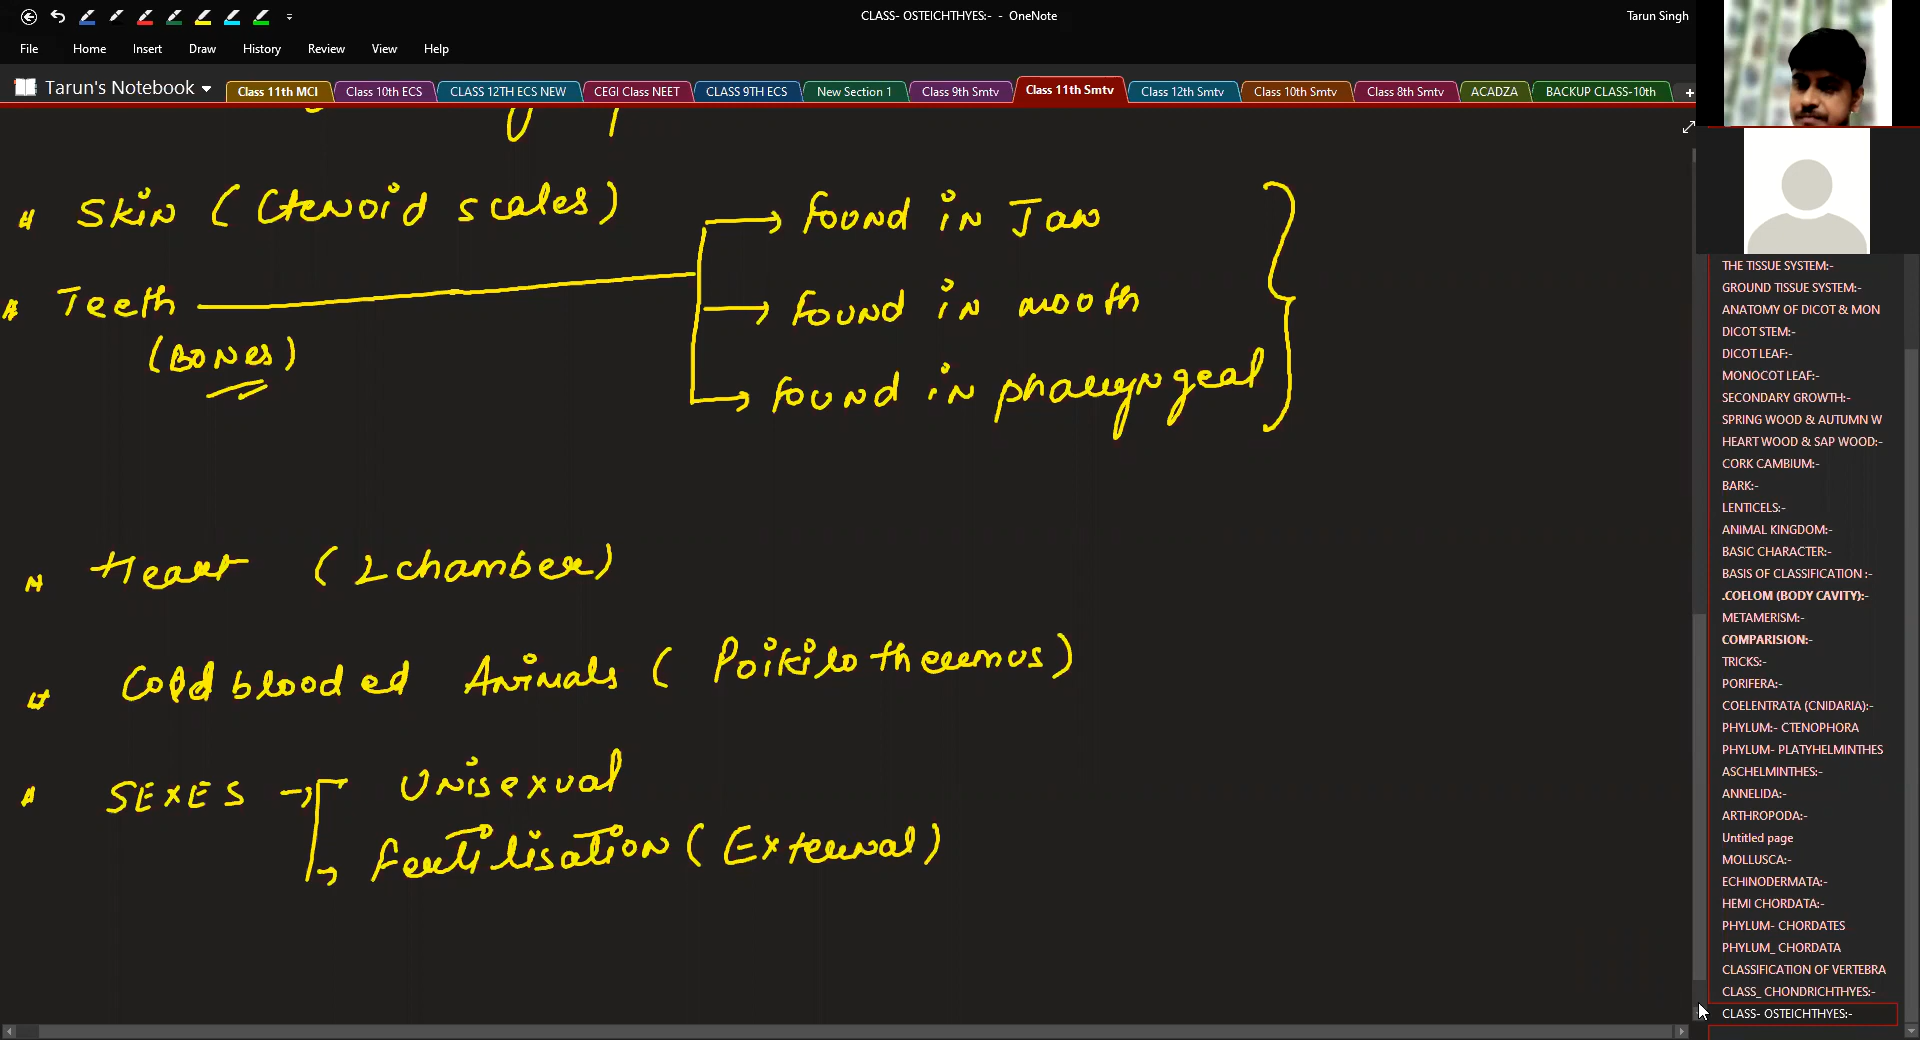 CLASS- OSTEICHTHYES:- - OneNote
Tarun Singh
File Home Insert Draw History Review View Help
Tarun's Notebook Class 11th MCI Class 10th ECS CLASS 12TH ECS NEW CEGI Class NEET CLASS 9TH ECS New Section 1 Class 9th Smtv Class 11th Smtv Class 12th Smtv Class 10th Smtv Class 8th Smtv ACADZA BACKUP CLASS-10th +
Skin (Ctenoid scales)
Teeth
(BONes)
found in Jaw
found in mooth
found in pharyngeal
Heart (2 chamber)
Cold blooded Animals (Poikilo thermus)
SEXES → Unisexual
fertilisation (External)
THE TISSUE SYSTEM:-
GROUND TISSUE SYSTEM:-
ANATOMY OF DICOT & MON
DICOT STEM:-
DICOT LEAF:-
MONOCOT LEAF:-
SECONDARY GROWTH:-
SPRING WOOD & AUTUMN W
HEART WOOD & SAP WOOD:-
CORK CAMBIUM:-
BARK:-
LENTICELS:-
ANIMAL KINGDOM:-
BASIC CHARACTER:-
BASIS OF CLASSIFICATION :-
.COELOM (BODY CAVITY):-
METAMERISM:-
COMPARISION:-
TRICKS:-
PORIFERA:-
COELENTRATA (CNIDARIA):-
PHYLUM:- CTENOPHORA
PHYLUM- PLATYHELMINTHES
ASCHELMINTHES:-
ANNELIDA:-
ARTHROPODA:-
Untitled page
MOLLUSCA:-
ECHINODERMATA:-
HEMI CHORDATA:-
PHYLUM- CHORDATES
PHYLUM_ CHORDATA
CLASSIFICATION OF VERTEBRA
CLASS_ CHONDRICHTHYES:-
CLASS- OSTEICHTHYES:-